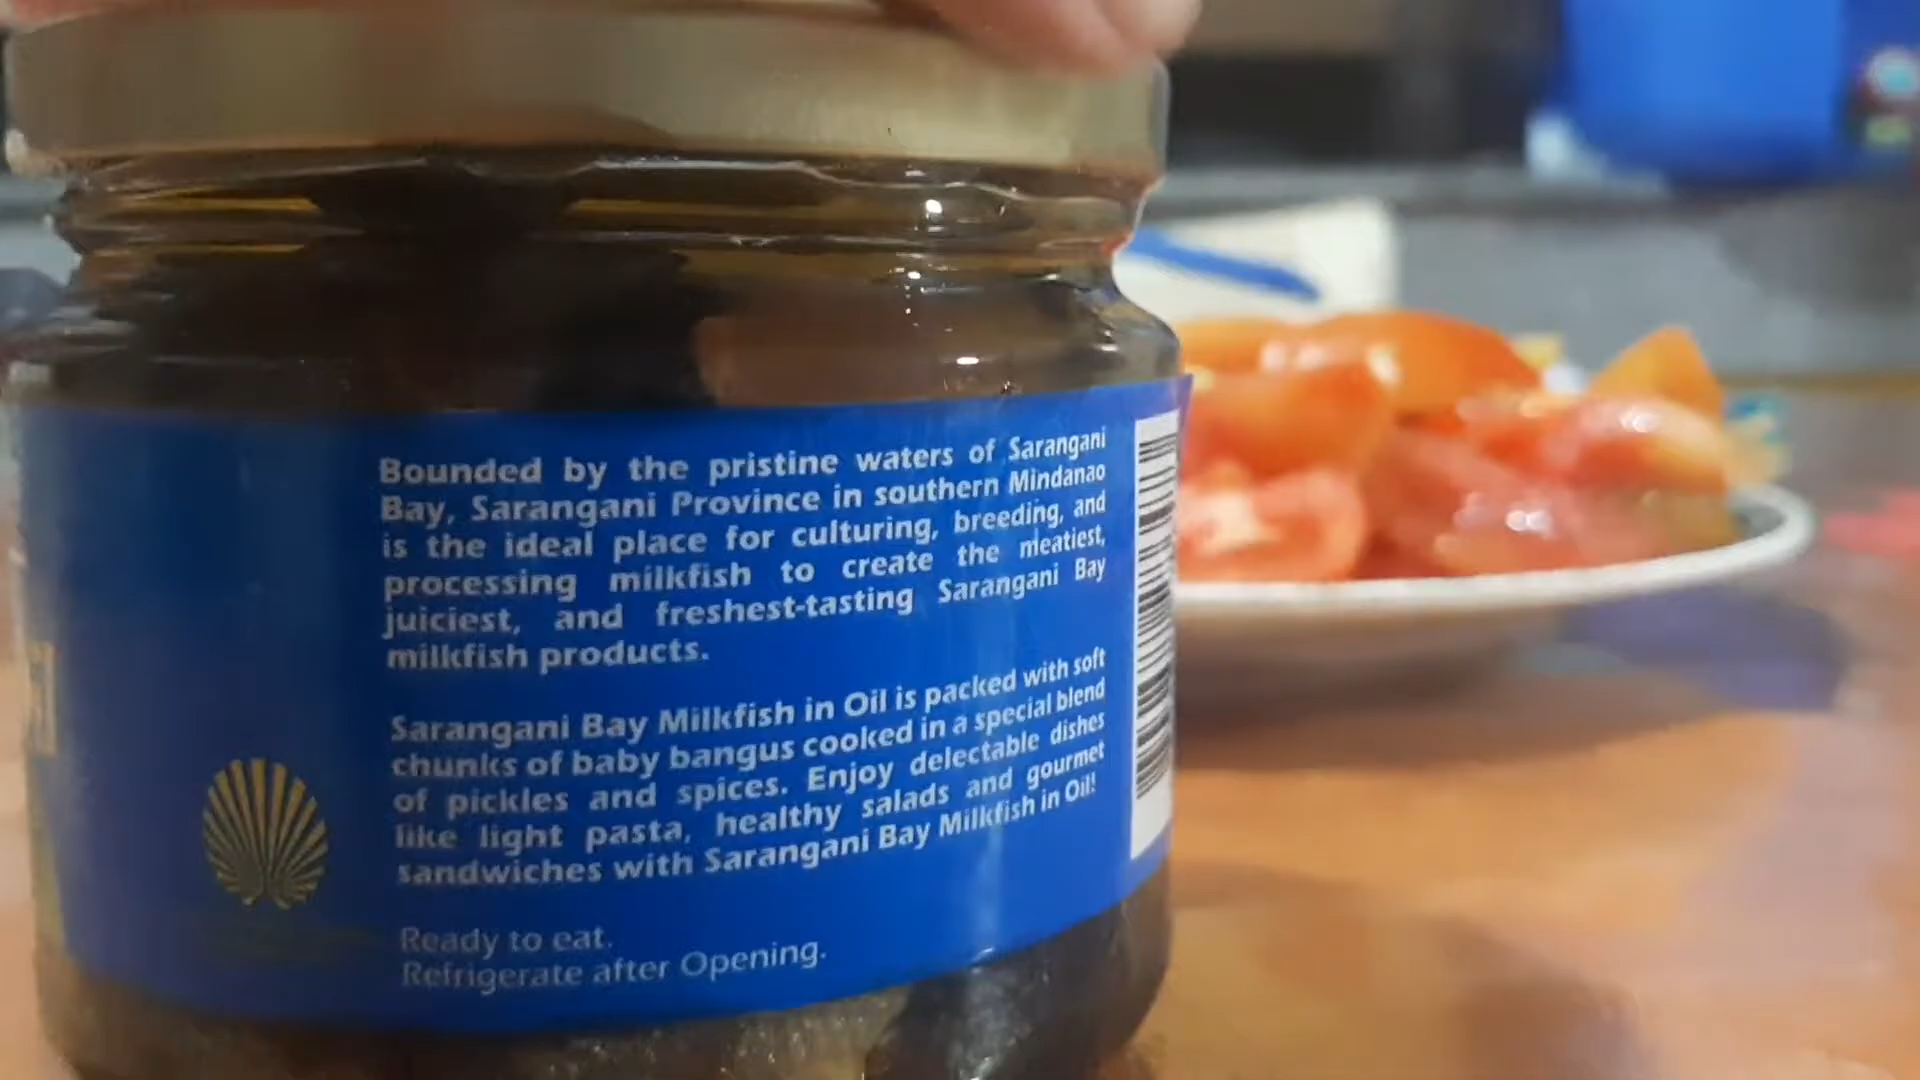 Bounded by the pristine waters of Sarangani
Bay, Sarangani Province in southern Mindanao
is the ideal place for culturing, breeding, and
processing milkfish to create the meatiest,
juiciest, and freshest-tasting Sarangani Bay
milkfish products.
Sarangani Bay Milkfish in Oil is packed with soft
chunks of baby bangus cooked in a special blend
of pickles and spices. Enjoy delectable dishes
like light pasta, healthy salads and gourmet
sandwiches with Sarangani Bay Milkfish in Oil!
Ready to eat.
Refrigerate after Opening.